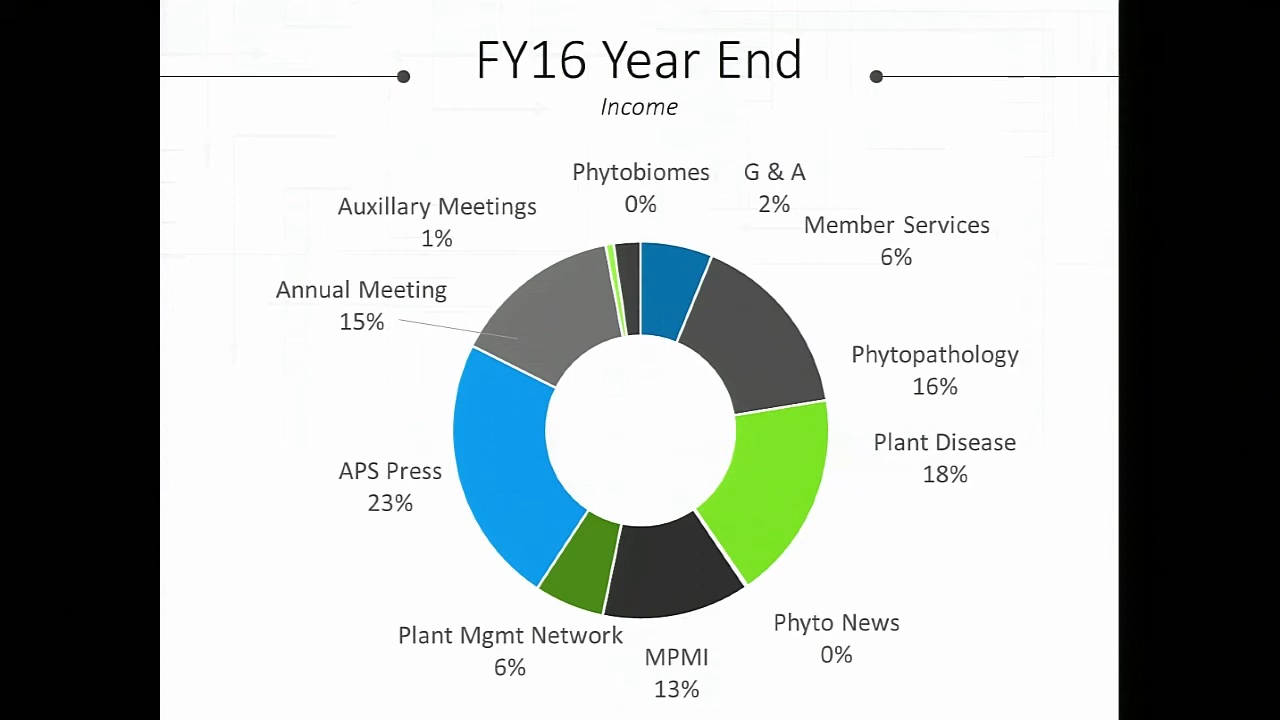 FY16 Year End
Income
Phytobiomes
0%
G & A
2%
Member Services
6%
Auxillary Meetings
1%
Annual Meeting
15%
Phytopathology
16%
Plant Disease
18%
APS Press
23%
Phyto News
0%
Plant Mgmt Network
6%
MPMI
13%